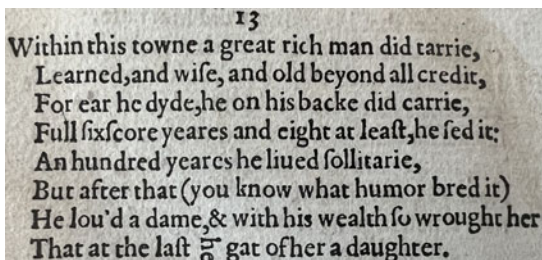 13
Within this towne a great rich man did tarrie,
Learned,and wiſe, and old beyond all credit,
For ear he dyde,he on his backe did carrie,
Full ſixſcore yeares and eight at leaſt,he ſed it:
An hundred yeares he liued ſollitarie,
But after that (you know what humor bred it)
He lou'd a dame,& with his wealth ſo wrought her
That at the laſt gat of her a daughter.